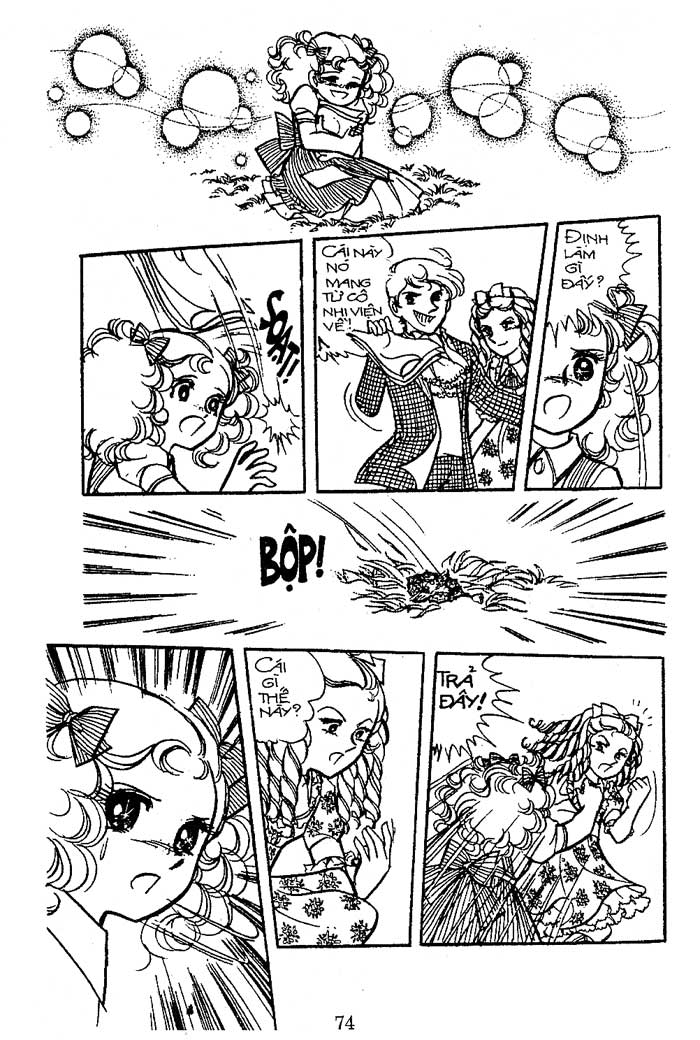 SOẠT!
CÁI NÀY
NÓ
MANG
TỪ CÔ
NHI VIỆN
VỀ!
ĐỊNH
LÀM
GÌ
ĐẤY?
BỘP!
CÁI
GÌ
THẾ
NÀY?
TRẢ
ĐÂY!
74